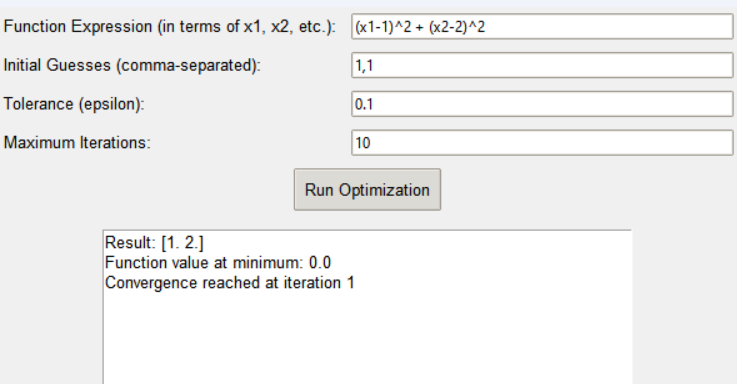 Function Expression (in terms of x1, x2, etc.): (x1-1)^2 + (x2-2)^2
Initial Guesses (comma-separated): 1,1
Tolerance (epsilon): 0.1
Maximum Iterations: 10
Run Optimization
Result: [1. 2.]
Function value at minimum: 0.0
Convergence reached at iteration 1